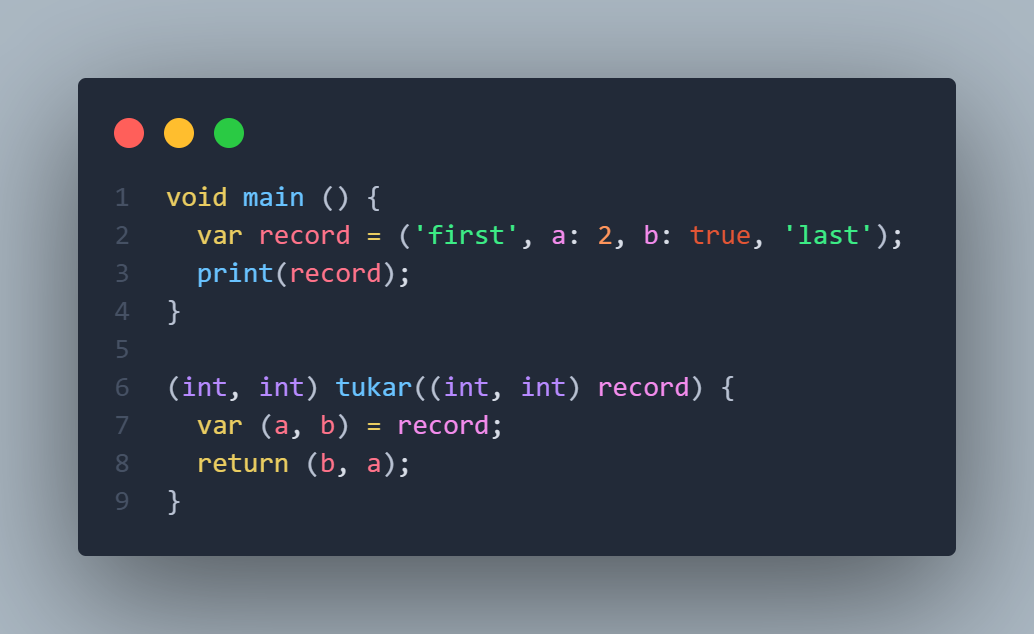 1 void main () {
2   var record = ('first', a: 2, b: true, 'last');
3   print(record);
4 }
5
6 (int, int) tukar((int, int) record) {
7   var (a, b) = record;
8   return (b, a);
9 }